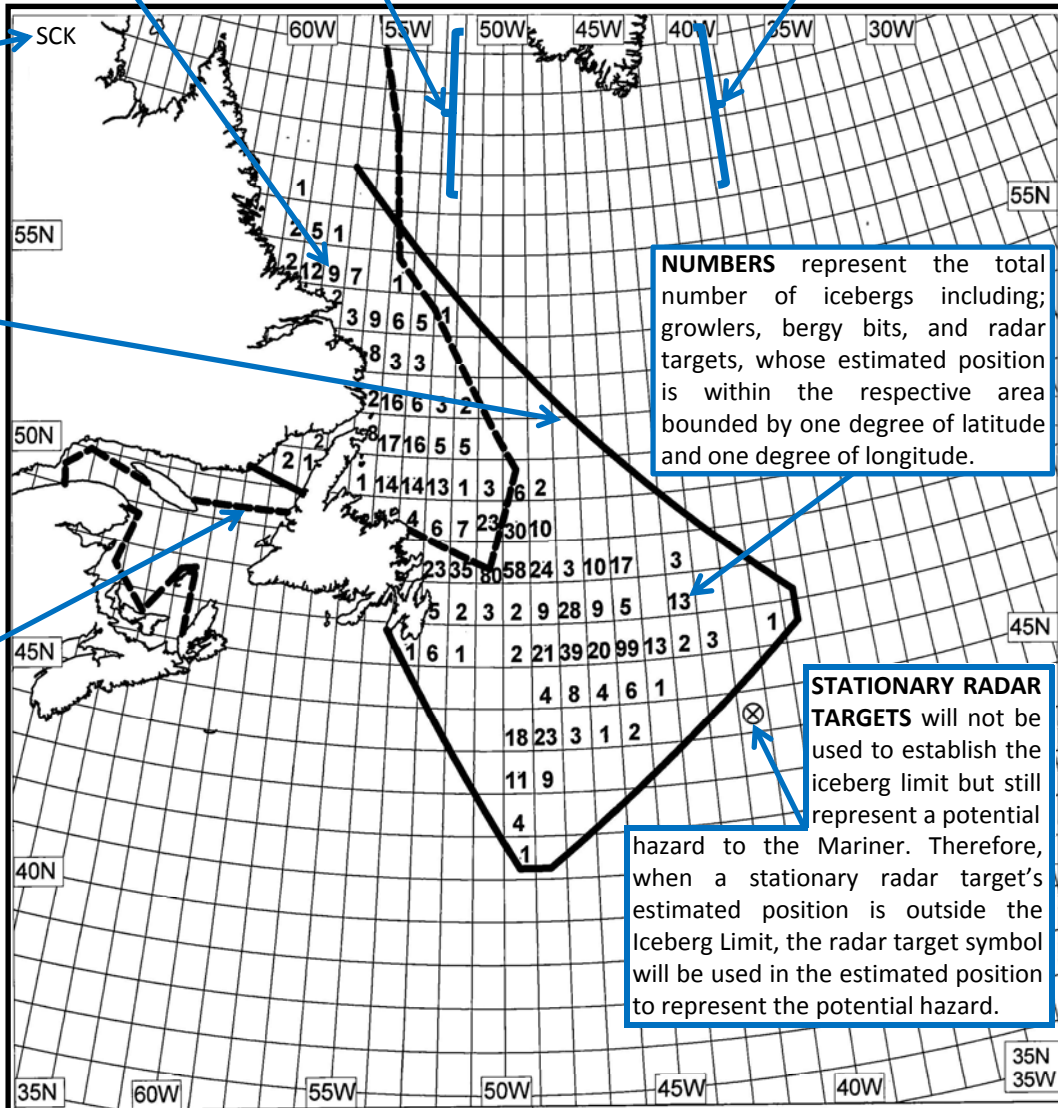 SCK
60W 55W 50W 45W 40W 35W 30W
55N
1
55N
2 5 1
2 12 9 7
1
2
3 9 6 5 1
NUMBERS represent the total
number of icebergs including;
growlers, bergy bits, and radar
targets, whose estimated position
is within the respective area
bounded by one degree of latitude
and one degree of longitude.
8 3 3
2 16 6 3 2
50N
2
8 17 16 5 5
2 1
1 14 14 13 1 3 6 2
4 6 7 23 30 10
23 35 80 58 24 3 10 17 3
5 2 3 2 9 28 9 5 13
1
45N
45N
1 6 1 2 21 39 20 99 13 2 3
4 8 4 6 1
STATIONARY RADAR
TARGETS will not be
used to establish the
iceberg limit but still
represent a potential
hazard to the Mariner. Therefore,
when a stationary radar target's
estimated position is outside the
Iceberg Limit, the radar target symbol
will be used in the estimated position
to represent the potential hazard.
18 23 3 1 2
11 9
4
1
40N
35N 60W 55W 50W 45W 40W
35N
35W